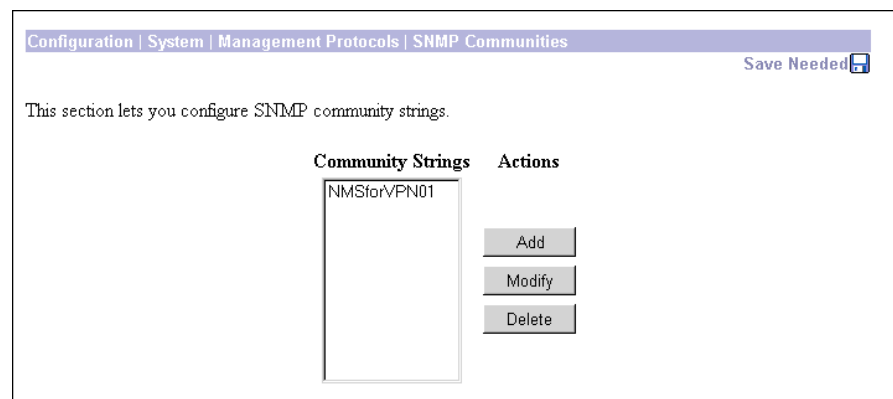 Configuration | System | Management Protocols | SNMP Communities
Save Needed
This section lets you configure SNMP community strings.
Community Strings Actions
NMSforVPN01
Add
Modify
Delete